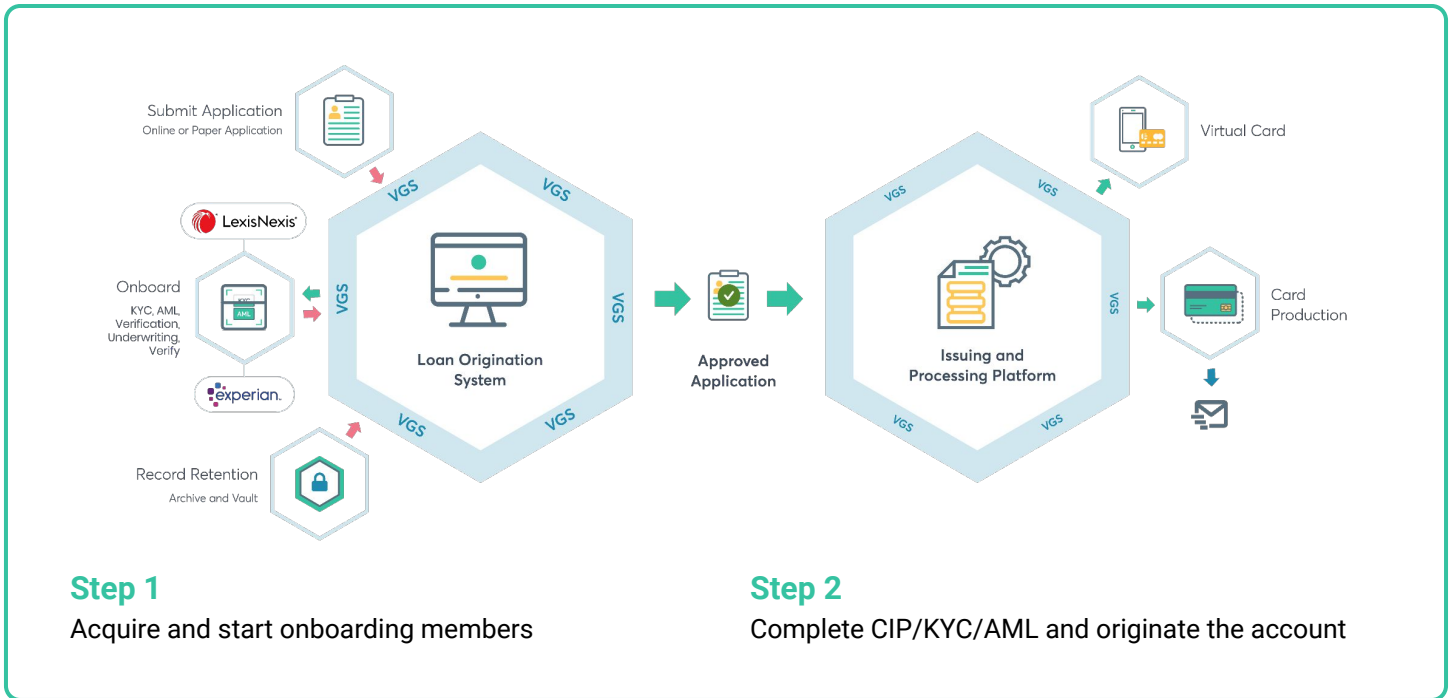 Submit Application
Online or Paper Application
LexisNexis®
Onboard
KYC, AML,
Verification,
Underwriting,
Verify
KYC
AML
experian.
Record Retention
Archive and Vault
VGS
VGS
VGS
VGS
VGS
VGS
Loan Origination
System
Approved
Application
VGS
VGS
VGS
VGS
VGS
Issuing and
Processing Platform
Virtual Card
Card
Production
Step 1
Acquire and start onboarding members
Step 2
Complete CIP/KYC/AML and originate the account